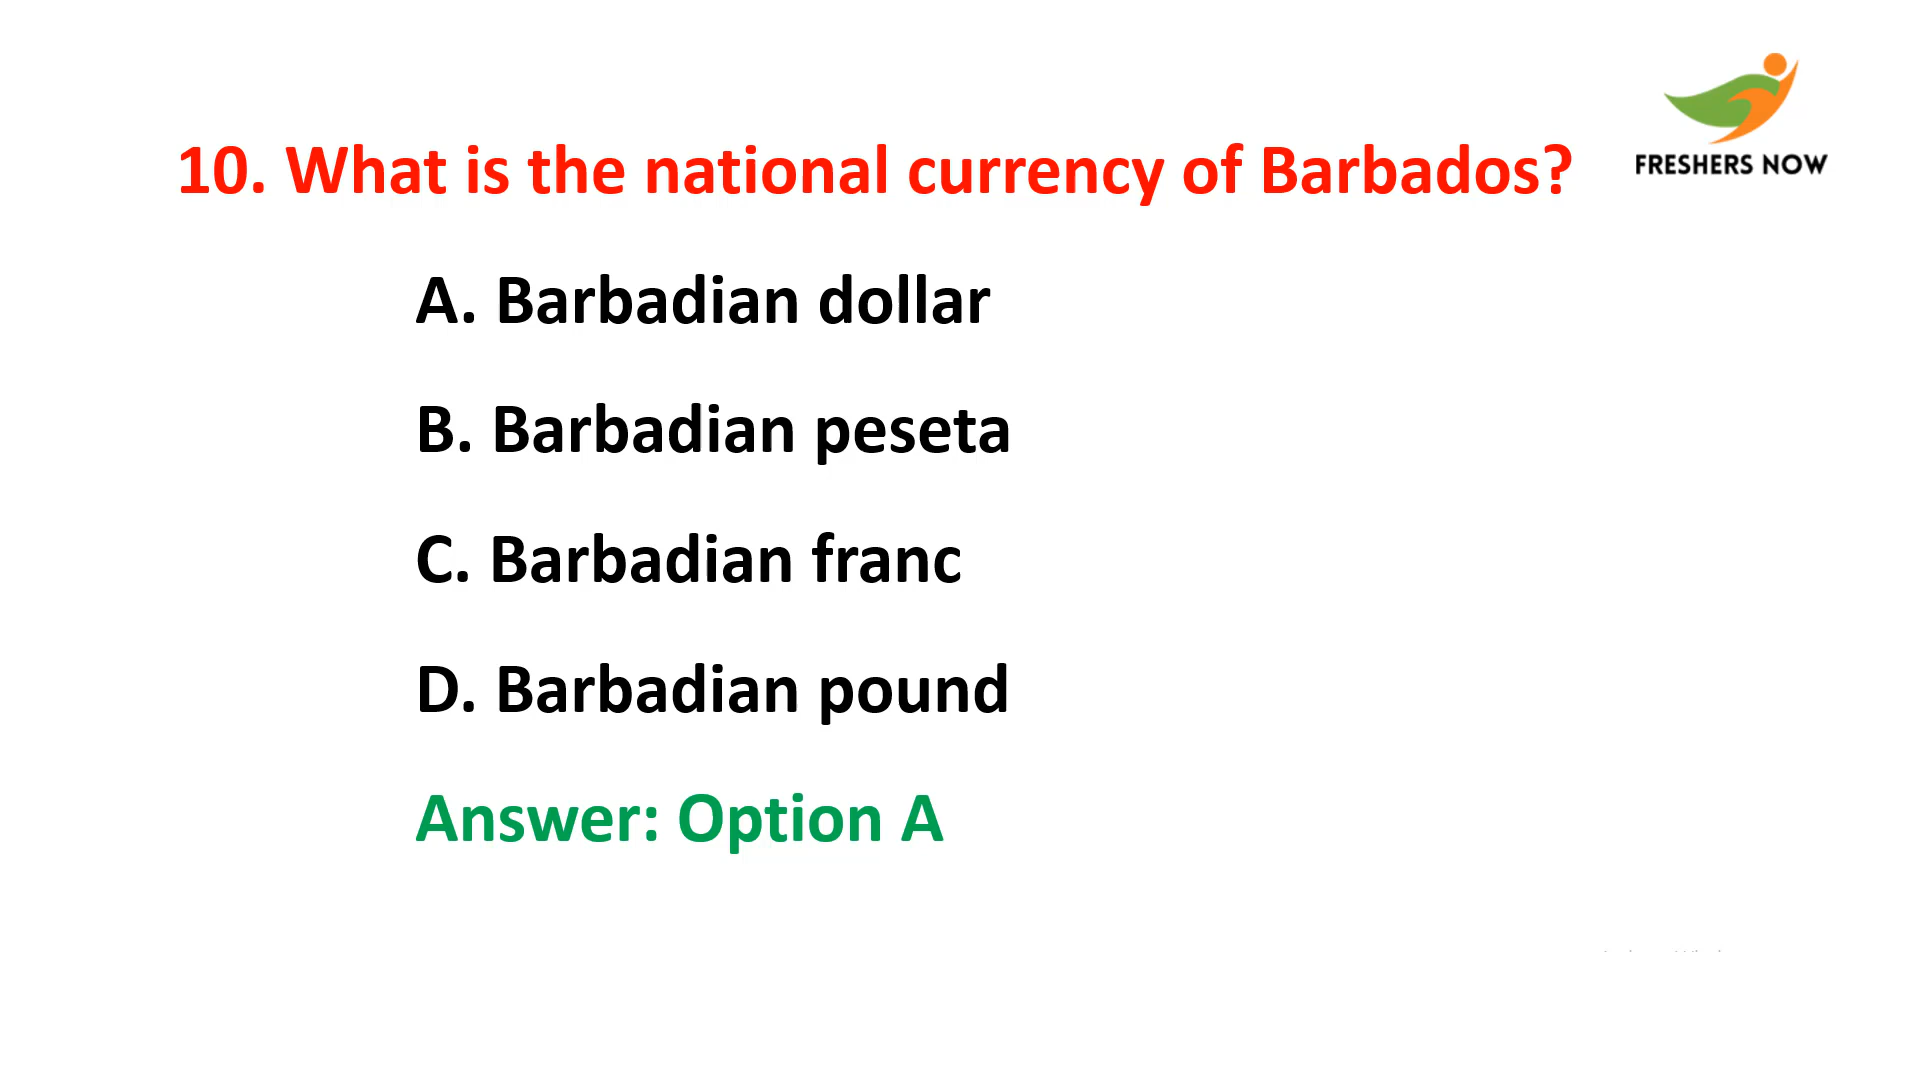 10. What is the national currency of Barbados?
FRESHERS NOW
A. Barbadian dollar
B. Barbadian peseta
C. Barbadian franc
D. Barbadian pound
Answer: Option A